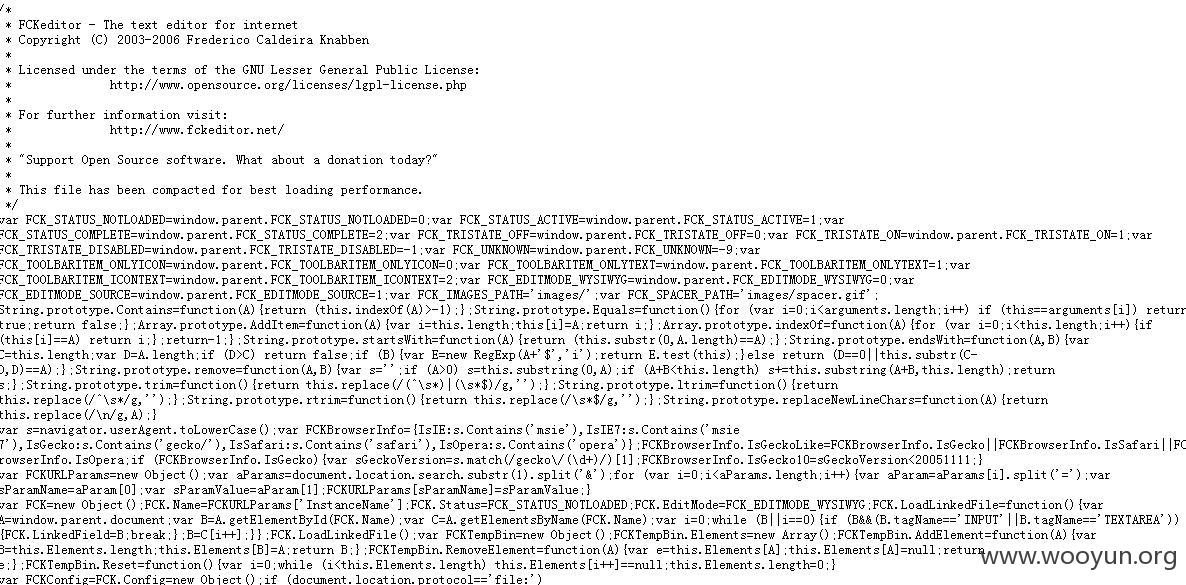 /*
* FCKeditor - The text editor for internet
* Copyright (C) 2003-2006 Frederico Caldeira Knabben
*
* Licensed under the terms of the GNU Lesser General Public License:
* http://www.opensource.org/licenses/lgpl-license.php
*
* For further information visit:
* http://www.fckeditor.net/
*
* "Support Open Source software. What about a donation today?"
*
* This file has been compacted for best loading performance.
*/
var FCK_STATUS_NOTLOADED=window.parent.FCK_STATUS_NOTLOADED=0;var FCK_STATUS_ACTIVE=window.parent.FCK_STATUS_ACTIVE=1;var
FCK_STATUS_COMPLETE=window.parent.FCK_STATUS_COMPLETE=2;var FCK_TRISTATE_OFF=window.parent.FCK_TRISTATE_OFF=0;var FCK_TRISTATE_ON=window.parent.FCK_TRISTATE_ON=1;var
FCK_TRISTATE_DISABLED=window.parent.FCK_TRISTATE_DISABLED=-1;var FCK_UNKNOWN=window.parent.FCK_UNKNOWN=-9;var
FCK_TOOLBARITEM_ONLYICON=window.parent.FCK_TOOLBARITEM_ONLYICON=0;var FCK_TOOLBARITEM_ONLYTEXT=window.parent.FCK_TOOLBARITEM_ONLYTEXT=1;var
FCK_TOOLBARITEM_ICONTEXT=window.parent.FCK_TOOLBARITEM_ICONTEXT=2;var FCK_EDITMODE_WYSIWYG=window.parent.FCK_EDITMODE_WYSIWYG=0;var
FCK_EDITMODE_SOURCE=window.parent.FCK_EDITMODE_SOURCE=1;var FCK_IMAGES_PATH='images/';var FCK_SPACER_PATH='images/spacer.gif';
String.prototype.Contains=function(A){return (this.indexOf(A)>-1);};String.prototype.Equals=function(){for (var i=0;i<arguments.length;i++) if (this==arguments[i]) return
true;return false;};Array.prototype.AddItem=function(A){var i=this.length;this[i]=A;return i;};Array.prototype.indexOf=function(A){for (var i=0;i<this.length;i++){if
(this[i]==A) return i;};return-1;};String.prototype.startsWith=function(A){return (this.substr(0,A.length)==A);};String.prototype.endsWith=function(A,B){var
C=this.length;var D=A.length;if (D>C) return false;if (B){var E=new RegExp(A+'$','i');return E.test(this);}else return (D==0||this.substr(C-
D,D)==A);};String.prototype.remove=function(A,B){var s='';if (A>0) s=this.substring(0,A);if (A+B<this.length) s+=this.substring(A+B,this.length);return
s;};String.prototype.trim=function(){return this.replace(/(^\s*)|(\s*$)/g,'');};String.prototype.ltrim=function(){return
this.replace(/^\s*/g,'');};String.prototype.rtrim=function(){return this.replace(/\s*$/g,'');};String.prototype.replaceNewLineChars=function(A){return
this.replace(/\n/g,A);}
var s=navigator.userAgent.toLowerCase();var FCKBrowserInfo={IsIE:s.Contains('msie'),IsIE7:s.Contains('msie
7'),IsGecko:s.Contains('gecko/'),IsSafari:s.Contains('safari'),IsOpera:s.Contains('opera')};FCKBrowserInfo.IsGeckoLike=FCKBrowserInfo.IsGecko||FCKBrowserInfo.IsSafari||FC
rowserInfo.IsOpera;if (FCKBrowserInfo.IsGecko){var sGeckoVersion=s.match(/gecko\/(\d+)/)[1];FCKBrowserInfo.IsGecko10=sGeckoVersion<20051111;}
var FCKURLParams=new Object();var aParams=document.location.search.substr(1).split('&');for (var i=0;i<aParams.length;i++){var aParam=aParams[i].split('=');var
sParamName=aParam[0];var sParamValue=aParam[1];FCKURLParams[sParamName]=sParamValue;}
var FCK=new Object();FCK.Name=FCKURLParams['InstanceName'];FCK.Status=FCK_STATUS_NOTLOADED;FCK.EditMode=FCK_EDITMODE_WYSIWYG;FCK.LoadLinkedFile=function(){var
A=window.parent.document;var B=A.getElementById(FCK.Name);var C=A.getElementsByName(FCK.Name);var i=0;while (B||i==0){if (B&&(B.tagName=='INPUT'||B.tagName=='TEXTAREA'))
{FCK.LinkedField=B;break;};B=C[i++];}};FCK.LoadLinkedFile();var FCKTempBin=new Object();FCKTempBin.Elements=new Array();FCKTempBin.AddElement=function(A){var
B=this.Elements.length;this.Elements[B]=A;return B;};FCKTempBin.RemoveElement=function(A){var e=this.Elements[A];this.Elements[A]=null;return
e;};FCKTempBin.Reset=function(){var i=0;while (i<this.Elements.length) this.Elements[i++]==null;this.Elements.length=0;}
var FCKConfig=FCK.Config=new Object();if (document.location.protocol=='file:')
www.wooyun.org